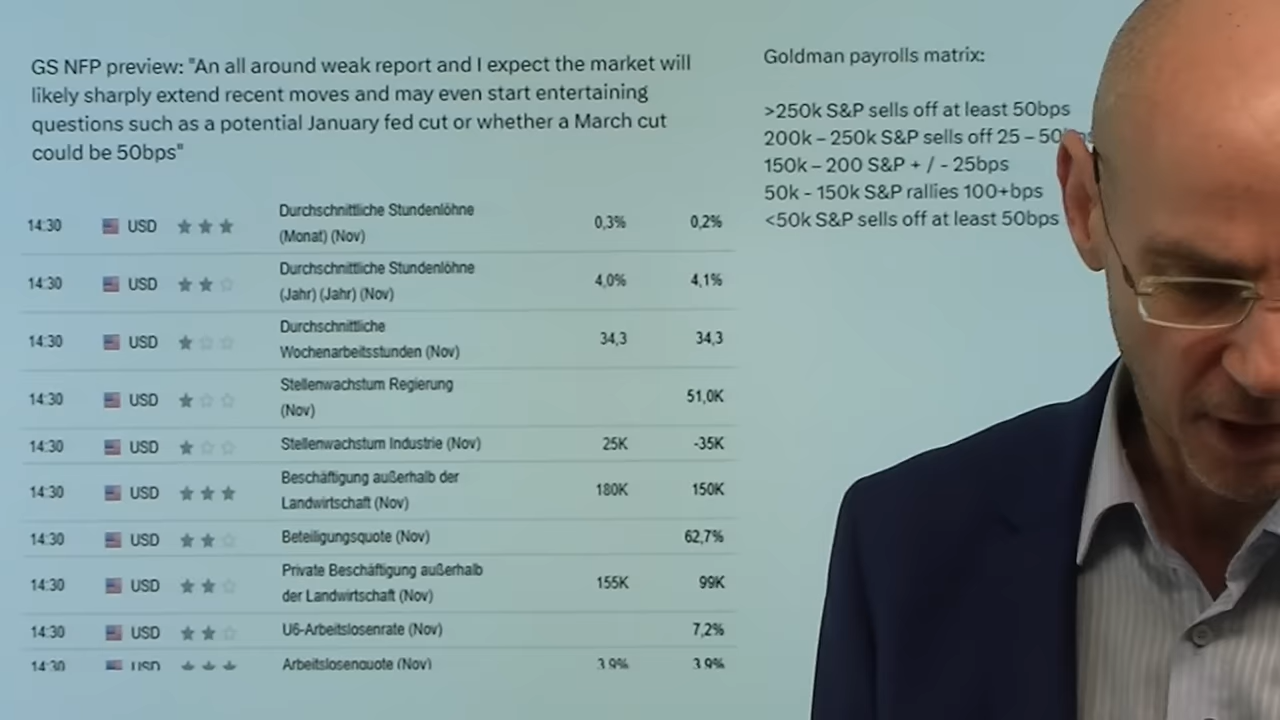 GS NFP preview: "An all around weak report and I expect the market will
likely sharply extend recent moves and may even start entertaining
questions such as a potential January fed cut or whether a March cut
could be 50bps"
14:30 USD Durchschnittliche Stundenlöhne
(Monat) (Nov) 0,3% 0,2%
14:30 USD Durchschnittliche Stundenlöhne
(Jahr) (Jahr) (Nov) 4,0% 4,1%
14:30 USD Durchschnittliche
Wochenarbeitsstunden (Nov) 34,3 34,3
14:30 USD Stellenwachstum Regierung
(Nov) 51,0K
14:30 USD Stellenwachstum Industrie (Nov) 25K -35K
14:30 USD Beschäftigung außerhalb der
Landwirtschaft (Nov) 180K 150K
14:30 USD Beteiligungsquote (Nov) 62,7%
14:30 USD Private Beschäftigung außerhalb
der Landwirtschaft (Nov) 155K 99K
14:30 USD U6-Arbeitslosenrate (Nov) 7,2%
14:30 USD Arbeitslosenquote (Nov) 3,9% 3,9%
Goldman payrolls matrix:
>250k S&P sells off at least 50bps
200k – 250k S&P sells off 25 – 50bps
150k – 200 S&P + / - 25bps
50k - 150k S&P rallies 100+bps
<50k S&P sells off at least 50bps